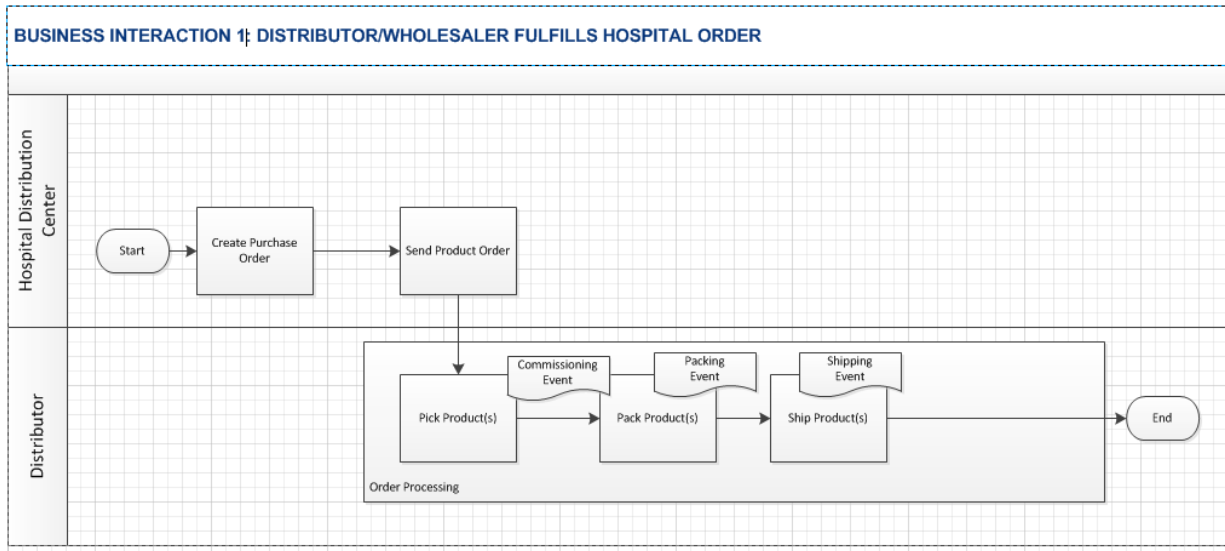 BUSINESS INTERACTION 1: DISTRIBUTOR/WHOLESALER FULFILLS HOSPITAL ORDER
Hospital Distribution
Center
Start
Create Purchase
Order
Send Product Order
Distributor
Commissioning
Event
Packing
Event
Shipping
Event
Pick Product(s)
Pack Product(s)
Ship Product(s)
End
Order Processing